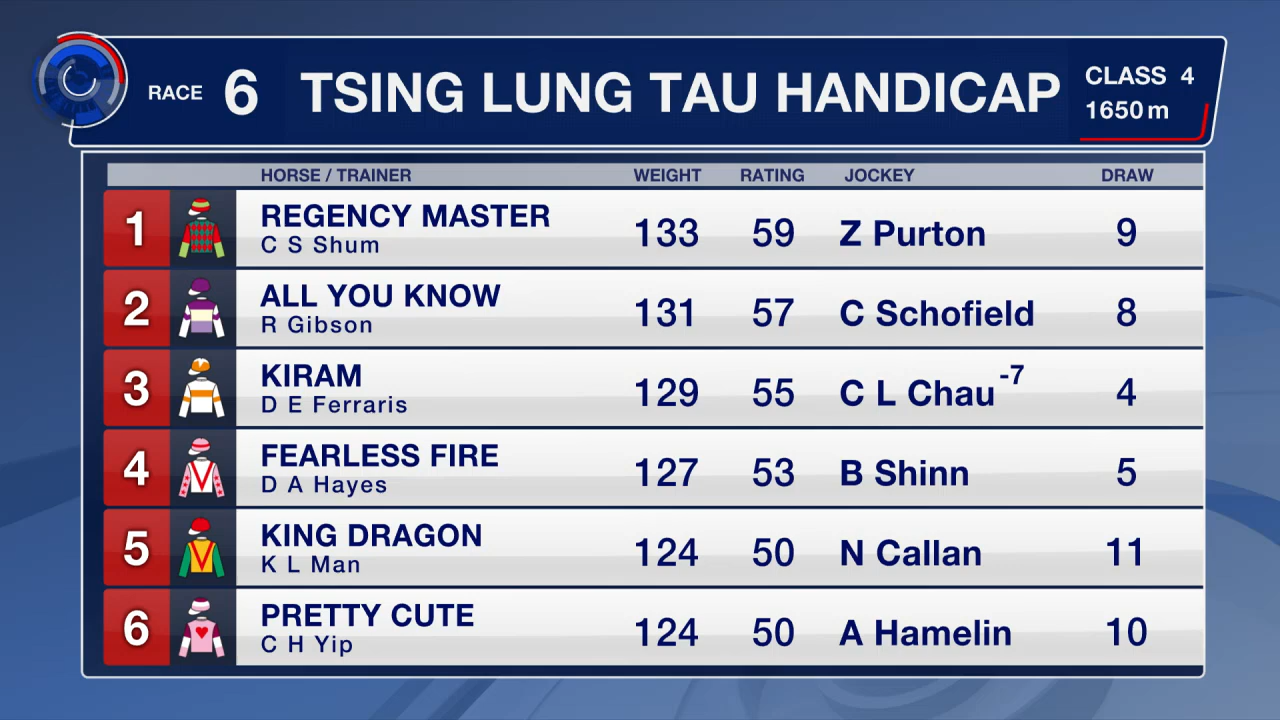 RACE 6 TSING LUNG TAU HANDICAP CLASS 4
1650 m
HORSE / TRAINER WEIGHT RATING JOCKEY DRAW
1 REGENCY MASTER 133 59 Z Purton 9
C S Shum
2 ALL YOU KNOW 131 57 C Schofield 8
R Gibson
3 KIRAM 129 55 C L Chau -7 4
D E Ferraris
4 FEARLESS FIRE 127 53 B Shinn 5
D A Hayes
5 KING DRAGON 124 50 N Callan 11
K L Man
6 PRETTY CUTE 124 50 A Hamelin 10
C H Yip